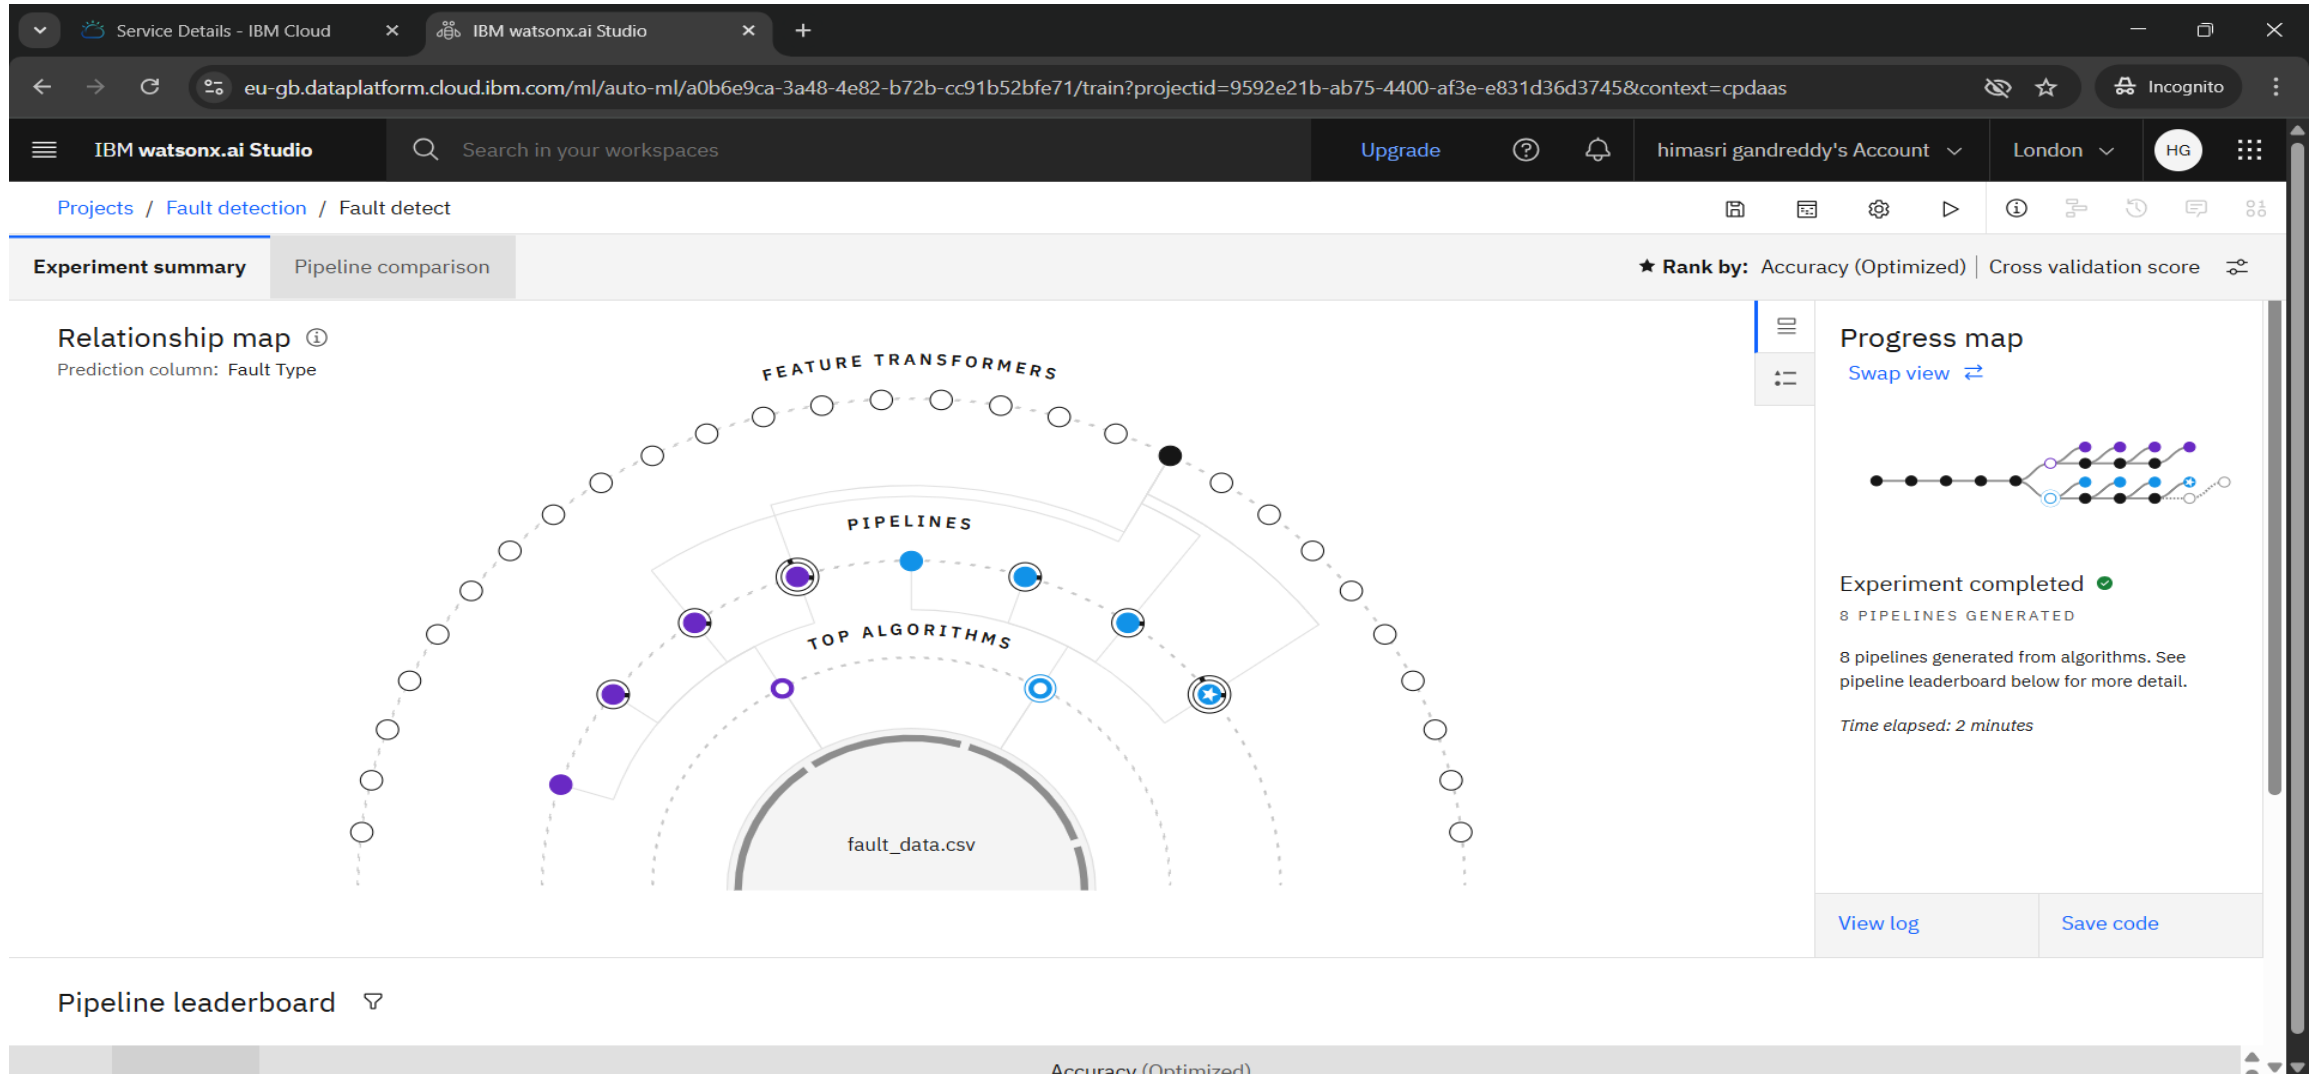 Service Details - IBM Cloud
IBM watsonx.ai Studio
eu-gb.dataplatform.cloud.ibm.com/ml/auto-ml/a0b6e9ca-3a48-4e82-b72b-cc91b52bfe71/train?projectid=9592e21b-ab75-4400-af3e-e831d36d3745&context=cpdaas
Incognito
IBM watsonx.ai Studio
Search in your workspaces
Upgrade
himasri gandreddy's Account
London
HG
Projects / Fault detection / Fault detect
Experiment summary
Pipeline comparison
Rank by: Accuracy (Optimized) | Cross validation score
Relationship map
Prediction column: Fault Type
FEATURE TRANSFORMERS
PIPELINES
TOP ALGORITHMS
fault_data.csv
Progress map
Swap view
Experiment completed
8 PIPELINES GENERATED
8 pipelines generated from algorithms. See
pipeline leaderboard below for more detail.
Time elapsed: 2 minutes
View log
Save code
Pipeline leaderboard
Accuracy (Optimized)